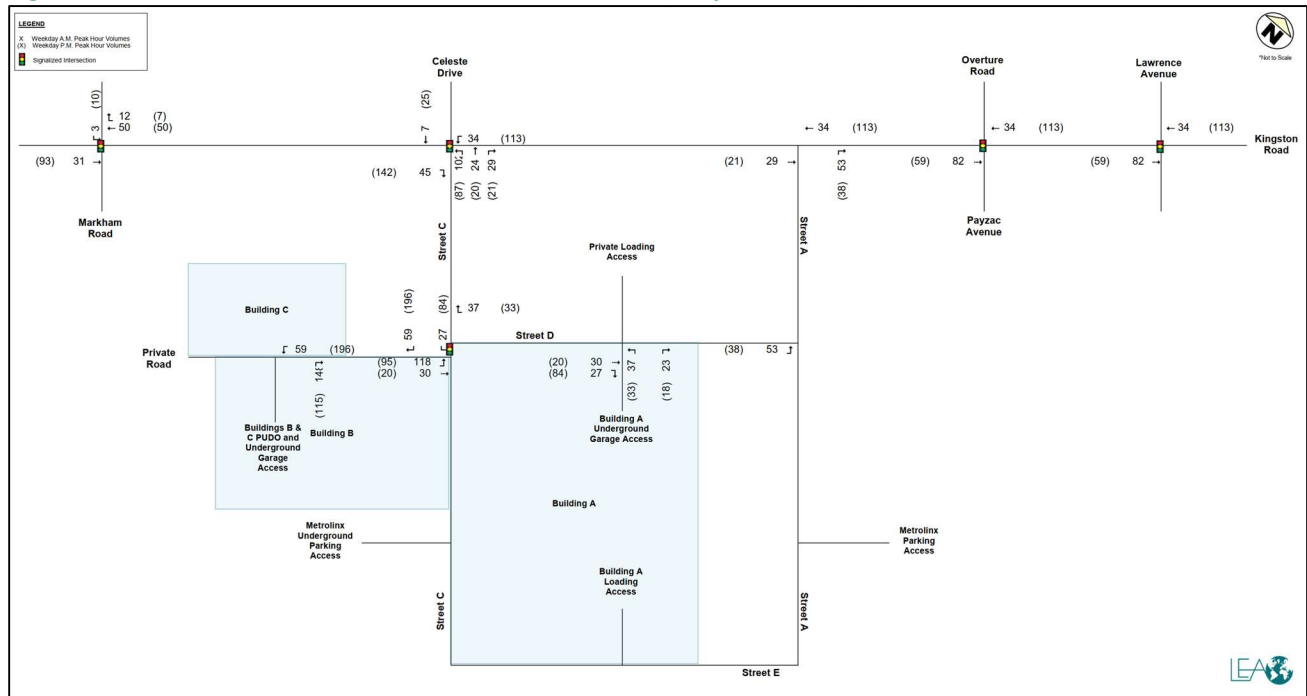 LEGEND
X Weekday A.M. Peak Hour Volumes
(X) Weekday P.M. Peak Hour Volumes
Signalized Intersection
*Not to Scale
Celeste
Drive
Overture
Road
Lawrence
Avenue
(10)
12 (7)
3
← 50 (50)
(25)
7
34 (113)
← 34 (113)
← 34 (113)
← 34 (113)
Kingston
Road
(93) 31 →
(142) 45
24
29
(87)
(20)
(21)
(21) 29 →
53
(38)
(59) 82 →
(59) 82 →
Markham
Road
Street C
Street A
Payzac
Avenue
Private Loading
Access
Building C
(196)
(84)
37 (33)
59
27
Street D
Private
Road
59 (196)
(95) 118
(20) 30 →
(115)
(20) 30 →
(84) 27
37
23
(33)
(18)
(38) 53
Buildings B &
C PUDO and
Underground
Garage
Access
Building B
Building A
Underground
Garage Access
Building A
Metrolinx
Underground
Parking
Access
Metrolinx
Parking
Access
Building A
Loading
Access
Street C
Street A
Street E
LEA